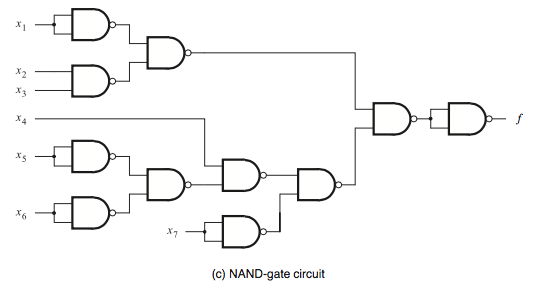 x1
x2
x3
x4
x5
x6
x7
f
(c) NAND-gate circuit